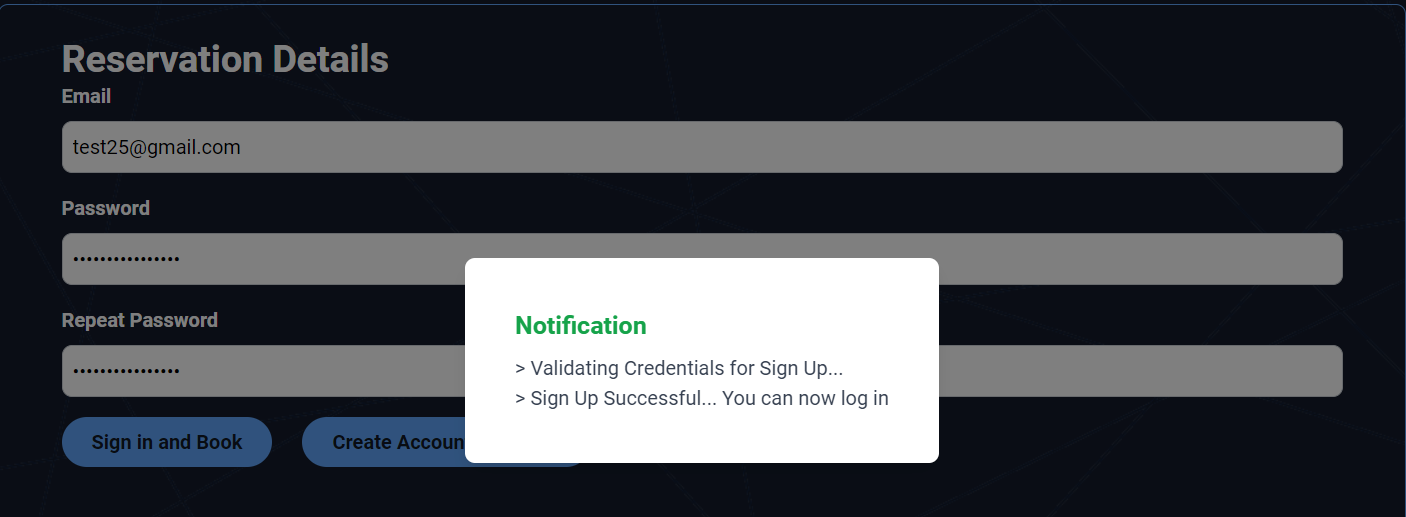 Reservation Details
Email
test25@gmail.com
Password
••••••••••••••••
Repeat Password
••••••••••••••••
Notification
> Validating Credentials for Sign Up...
> Sign Up Successful... You can now log in
Sign in and Book
Create Accoun